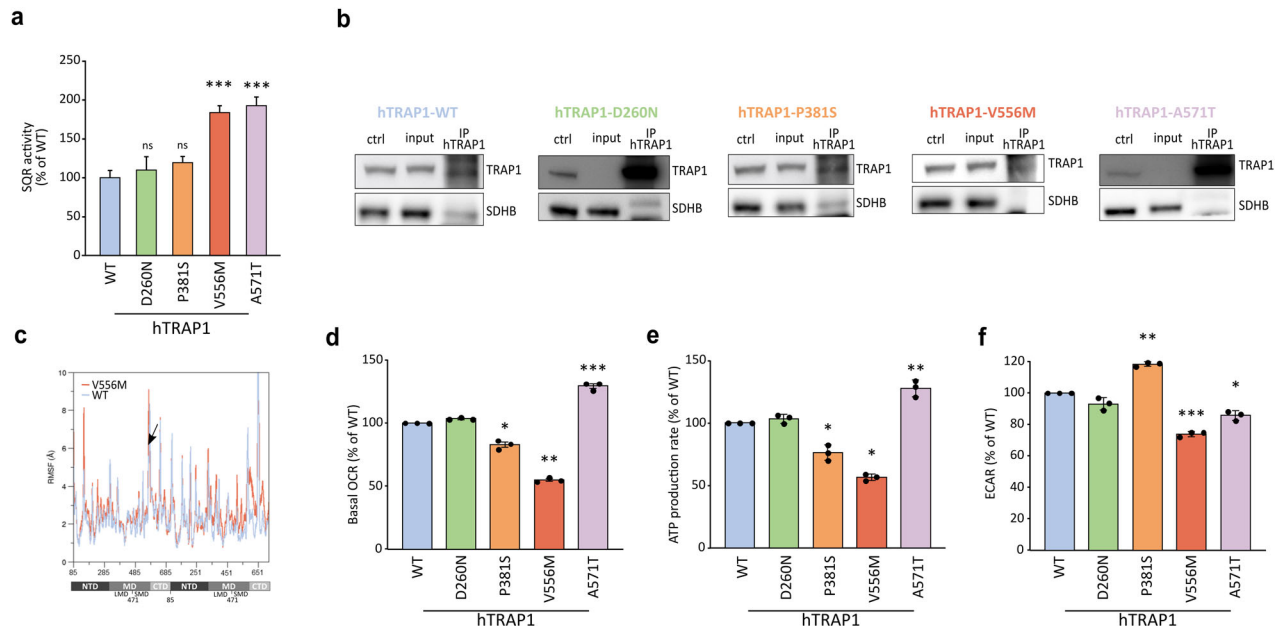 a
SQR activity
(% of WT)
250
200
150
100
50
0
ns
ns
***
***
WT
D260N
P381S
V556M
A571T
hTRAP1
b
hTRAP1-WT
ctrl
input
IP
hTRAP1
TRAP1
SDHB
hTRAP1-D260N
ctrl
input
IP
hTRAP1
TRAP1
SDHB
hTRAP1-P381S
ctrl
input
IP
hTRAP1
TRAP1
SDHB
hTRAP1-V556M
ctrl
input
IP
hTRAP1
TRAP1
SDHB
hTRAP1-A571T
ctrl
input
IP
hTRAP1
TRAP1
SDHB
c
RMSF (Å)
10
8
6
4
2
0
V556M
WT
85 285 485 685 251 451 651
NTD MD CTD NTD MD CTD
LMD SMD LMD SMD
471 85 471
d
Basal OCR (% of WT)
150
100
50
0
*
**
***
WT
D260N
P381S
V556M
A571T
hTRAP1
e
ATP production rate (% of WT)
150
100
50
0
*
*
**
WT
D260N
P381S
V556M
A571T
hTRAP1
f
ECAR (% of WT)
120
100
80
60
40
20
0
**
***
*
WT
D260N
P381S
V556M
A571T
hTRAP1